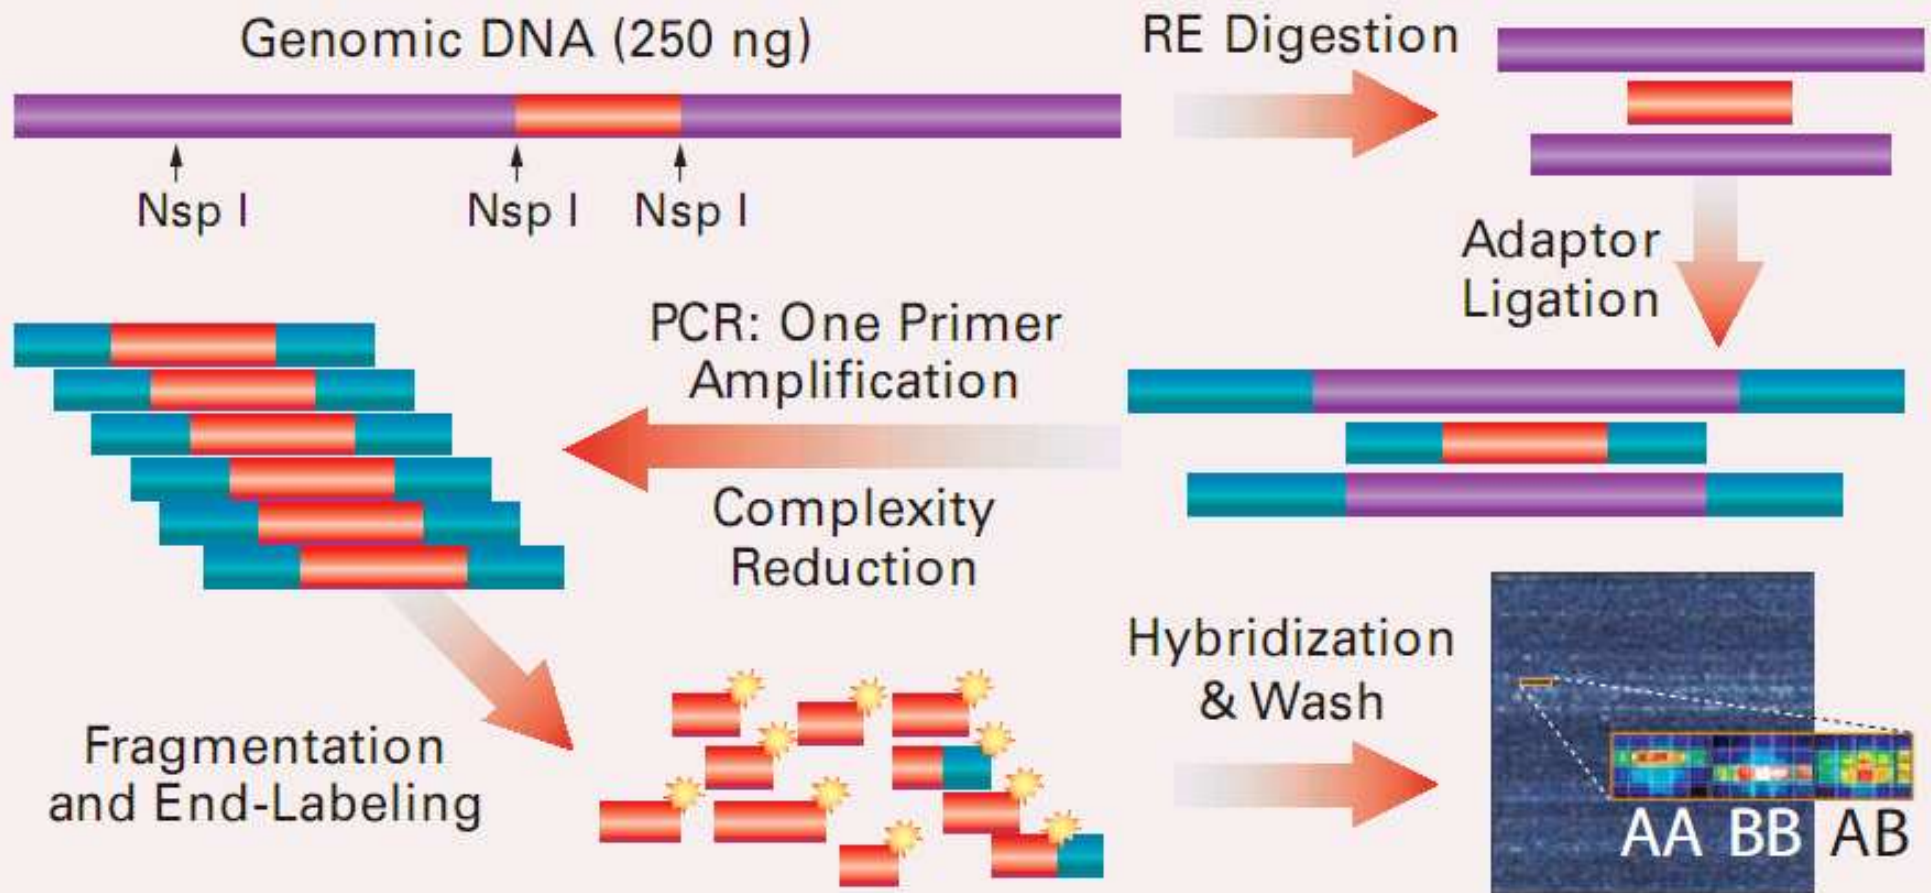 Genomic DNA (250 ng)
RE Digestion
Nsp I
Nsp I
Nsp I
Adaptor
Ligation
PCR: One Primer
Amplification
Complexity
Reduction
Fragmentation
and End-Labeling
Hybridization
& Wash
AA BB AB